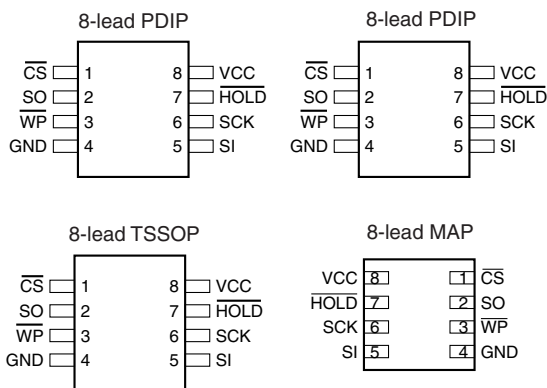 8-lead PDIP
CS 1 8 VCC
SO 2 7 HOLD
WP 3 6 SCK
GND 4 5 SI
8-lead PDIP
CS 1 8 VCC
SO 2 7 HOLD
WP 3 6 SCK
GND 4 5 SI
8-lead TSSOP
CS 1 8 VCC
SO 2 7 HOLD
WP 3 6 SCK
GND 4 5 SI
8-lead MAP
VCC 8 1 CS
HOLD 7 2 SO
SCK 6 3 WP
SI 5 4 GND